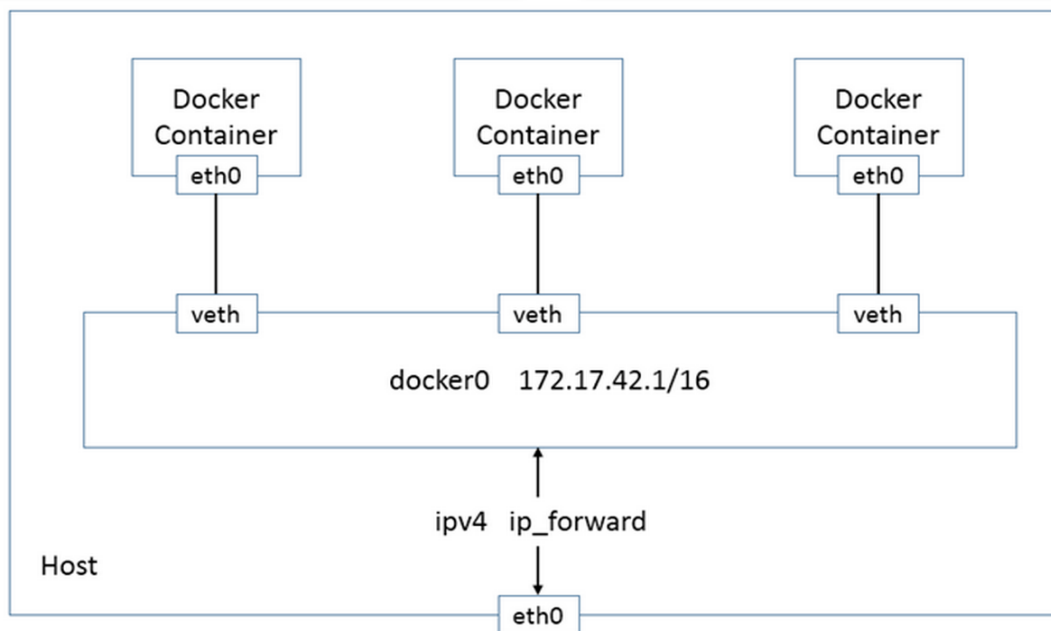 Docker
Container
eth0
Docker
Container
eth0
Docker
Container
eth0
veth
veth
veth
docker0 172.17.42.1/16
ipv4 ip_forward
Host
eth0